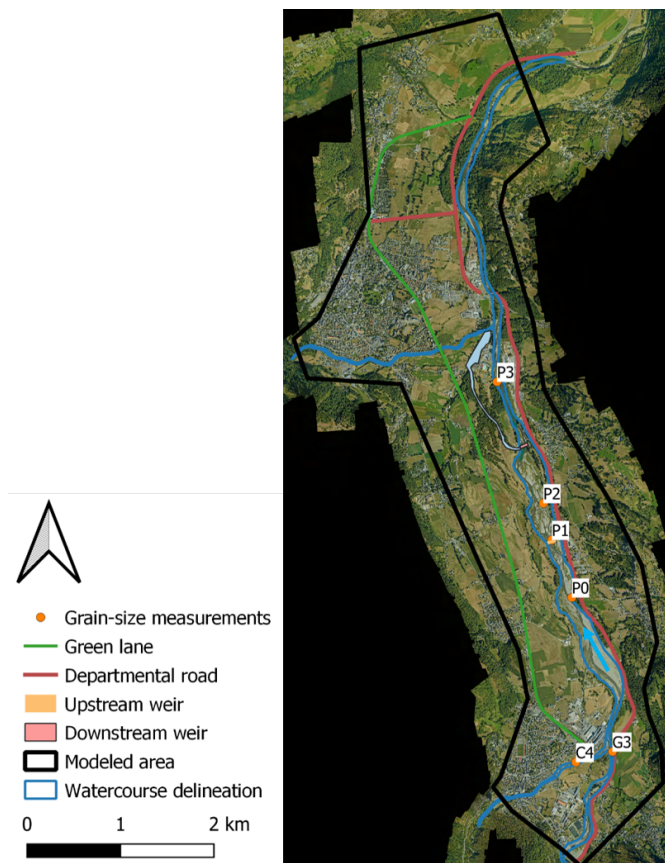 P3
P2
P1
P0
G3
C4
Grain-size measurements
Green lane
Departmental road
Upstream weir
Downstream weir
Modeled area
Watercourse delineation
0 1 2 km